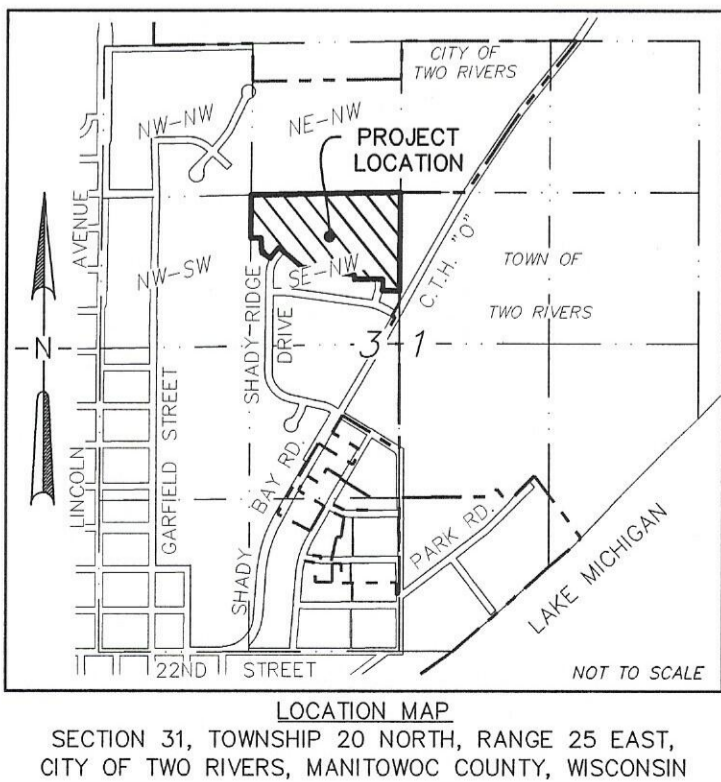 CITY OF
TWO RIVERS
NW-NW
NE-NW
PROJECT
LOCATION
AVENUE
NW-SW
SE-NW
C.T.H. "O"
TOWN OF
TWO RIVERS
SHADY-RIDGE
DRIVE
N
3 1
LINCOLN
GARFIELD STREET
SHADY BAY RD.
PARK RD.
LAKE MICHIGAN
22ND STREET
NOT TO SCALE
LOCATION MAP
SECTION 31, TOWNSHIP 20 NORTH, RANGE 25 EAST,
CITY OF TWO RIVERS, MANITOWOC COUNTY, WISCONSIN